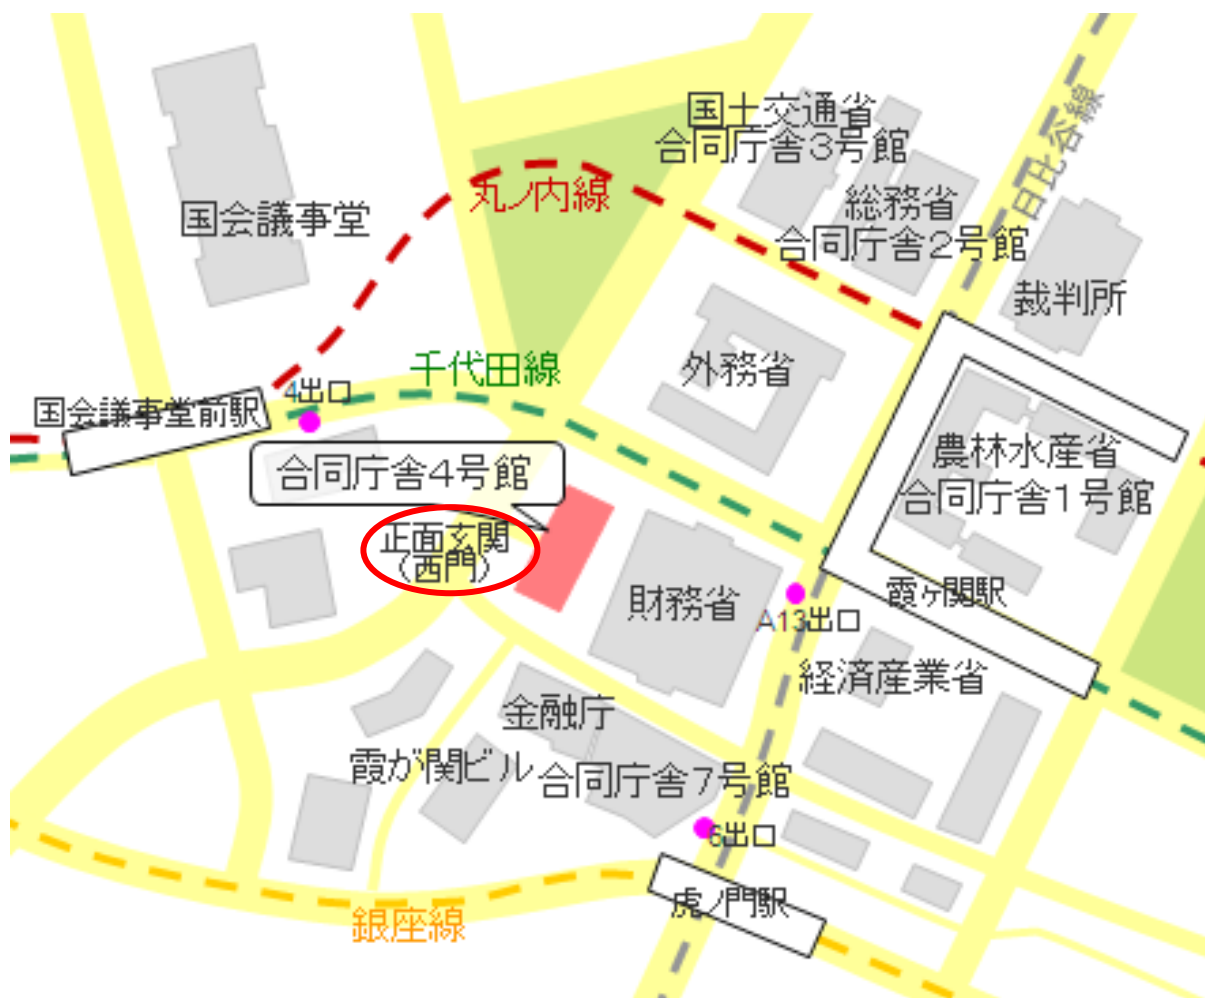 国土交通省
合同庁舎3号館
日比谷線
丸ノ内線
総務省
合同庁舎2号館
国会議事堂
裁判所
千代田線
外務省
4出口
国会議事堂前駅
農林水産省
合同庁舎1号館
合同庁舎4号館
正面玄関
(西門)
霞ヶ関駅
財務省
A13出口
経済産業省
金融庁
霞が関ビル
合同庁舎7号館
6出口
虎ノ門駅
銀座線